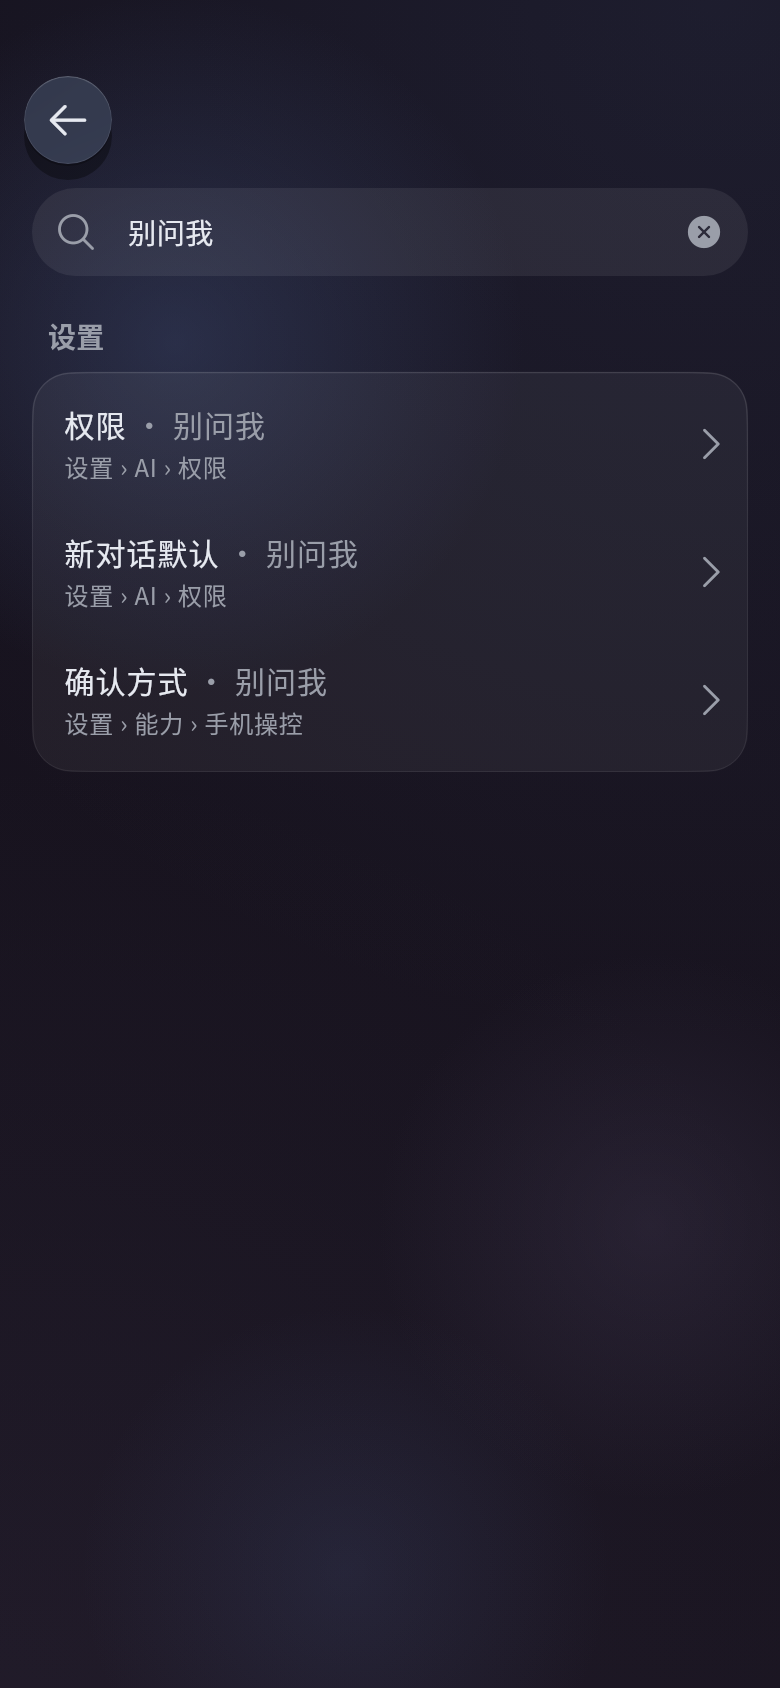 别问我
设置
权限 · 别问我
设置 › AI › 权限
新对话默认 · 别问我
设置 › AI › 权限
确认方式 · 别问我
设置 › 能力 › 手机操控